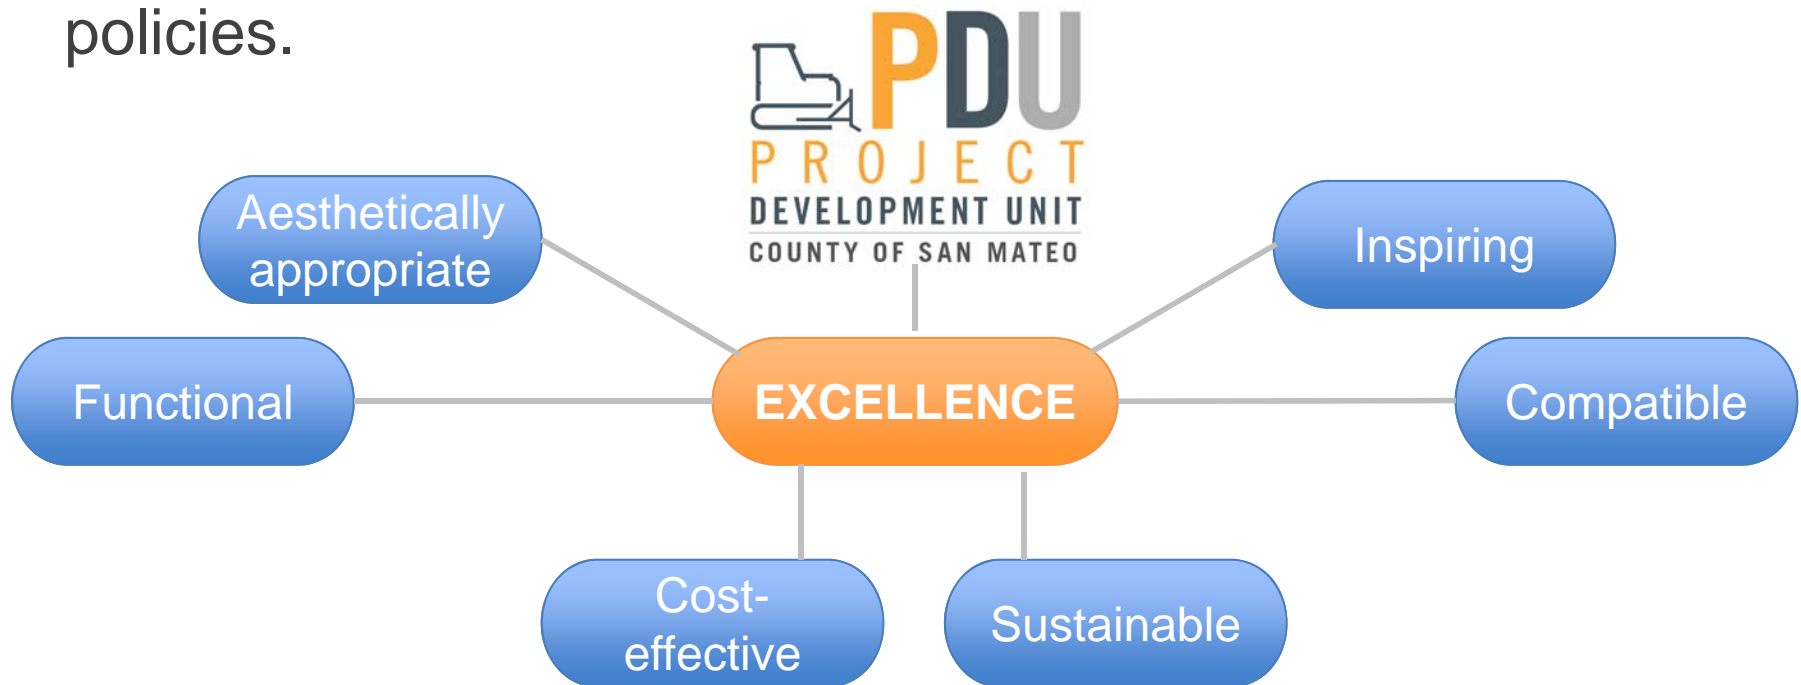 policies.
PDU
PROJECT
DEVELOPMENT UNIT
COUNTY OF SAN MATEO
Aesthetically
appropriate
Inspiring
Functional
EXCELLENCE
Compatible
Cost-
effective
Sustainable